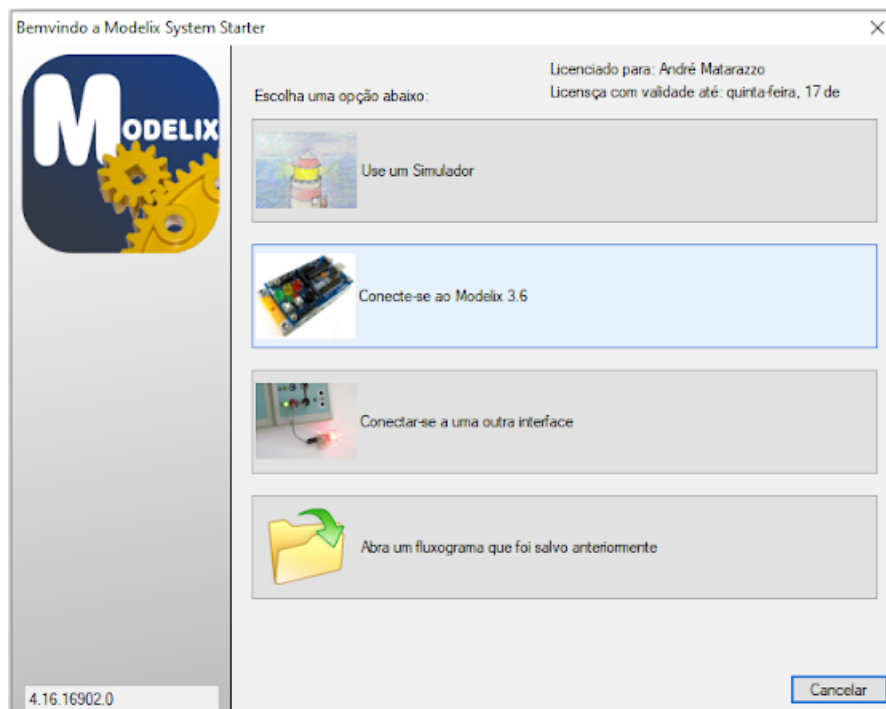 Bemvindo a Modelix System Starter
MODELIX
Licenciado para: André Matarazzo
Escolha uma opção abaixo:
Licensça com validade até: quinta-feira, 17 de
Use um Simulador
Conecte-se ao Modelix 3.6
Conectar-se a uma outra interface
Abra um fluxograma que foi salvo anteriormente
4.16.16902.0
Cancelar